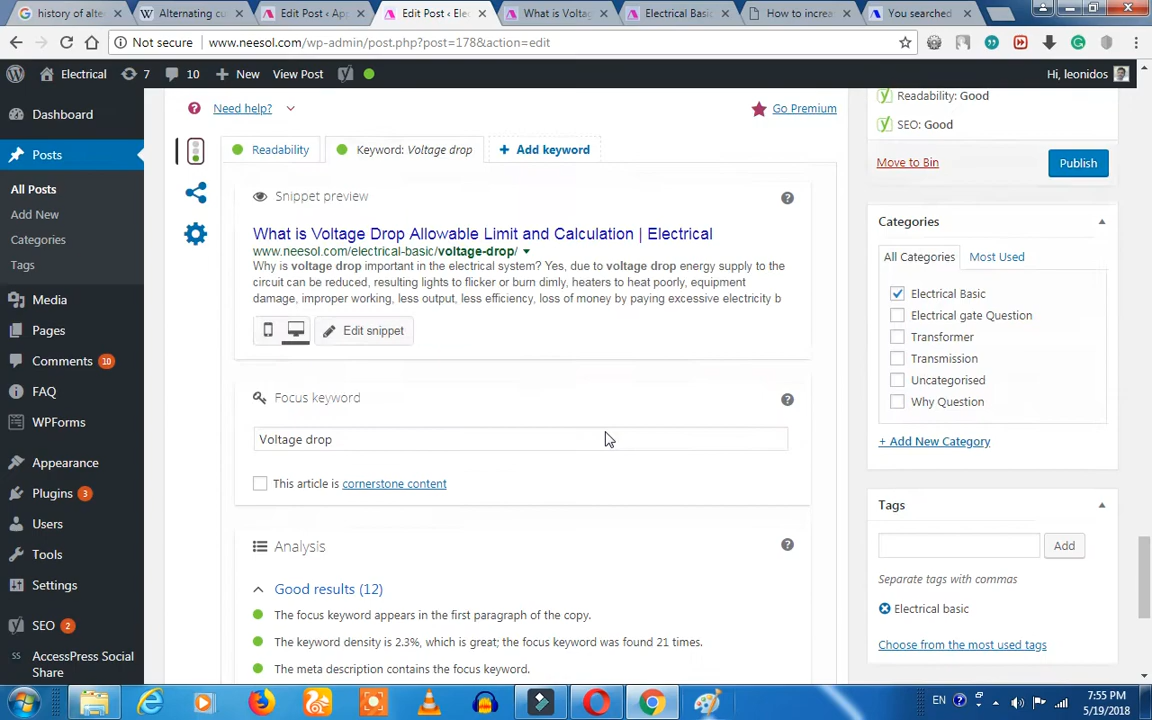 history of alte
Alternating cu
Edit Post ‹ Ap
Edit Post ‹ Ele
What is Volta
Electrical Basi
How to increa
You searched
Not secure www.neesol.com/wp-admin/post.php?post=178&action=edit
Electrical 7 10 New View Post Hi, leonidos
Dashboard
Posts
All Posts
Add New
Categories
Tags
Media
Pages
Comments 10
FAQ
WPForms
Appearance
Plugins 3
Users
Tools
Settings
SEO 2
AccessPress Social
Share
Need help?
Go Premium
Readability
Keyword: Voltage drop
+ Add keyword
Snippet preview
What is Voltage Drop Allowable Limit and Calculation | Electrical
www.neesol.com/electrical-basic/voltage-drop/
Why is voltage drop important in the electrical system? Yes, due to voltage drop energy supply to the
circuit can be reduced, resulting lights to flicker or burn dimly, heaters to heat poorly, equipment
damage, improper working, less output, less efficiency, loss of money by paying excessive electricity b
Edit snippet
Focus keyword
Voltage drop
This article is cornerstone content
Analysis
Good results (12)
The focus keyword appears in the first paragraph of the copy.
The keyword density is 2.3%, which is great; the focus keyword was found 21 times.
The meta description contains the focus keyword.
Readability: Good
SEO: Good
Move to Bin
Publish
Categories
All Categories
Most Used
Electrical Basic
Electrical gate Question
Transformer
Transmission
Uncategorised
Why Question
+ Add New Category
Tags
Add
Separate tags with commas
Electrical basic
Choose from the most used tags
EN
7:55 PM
5/19/2018